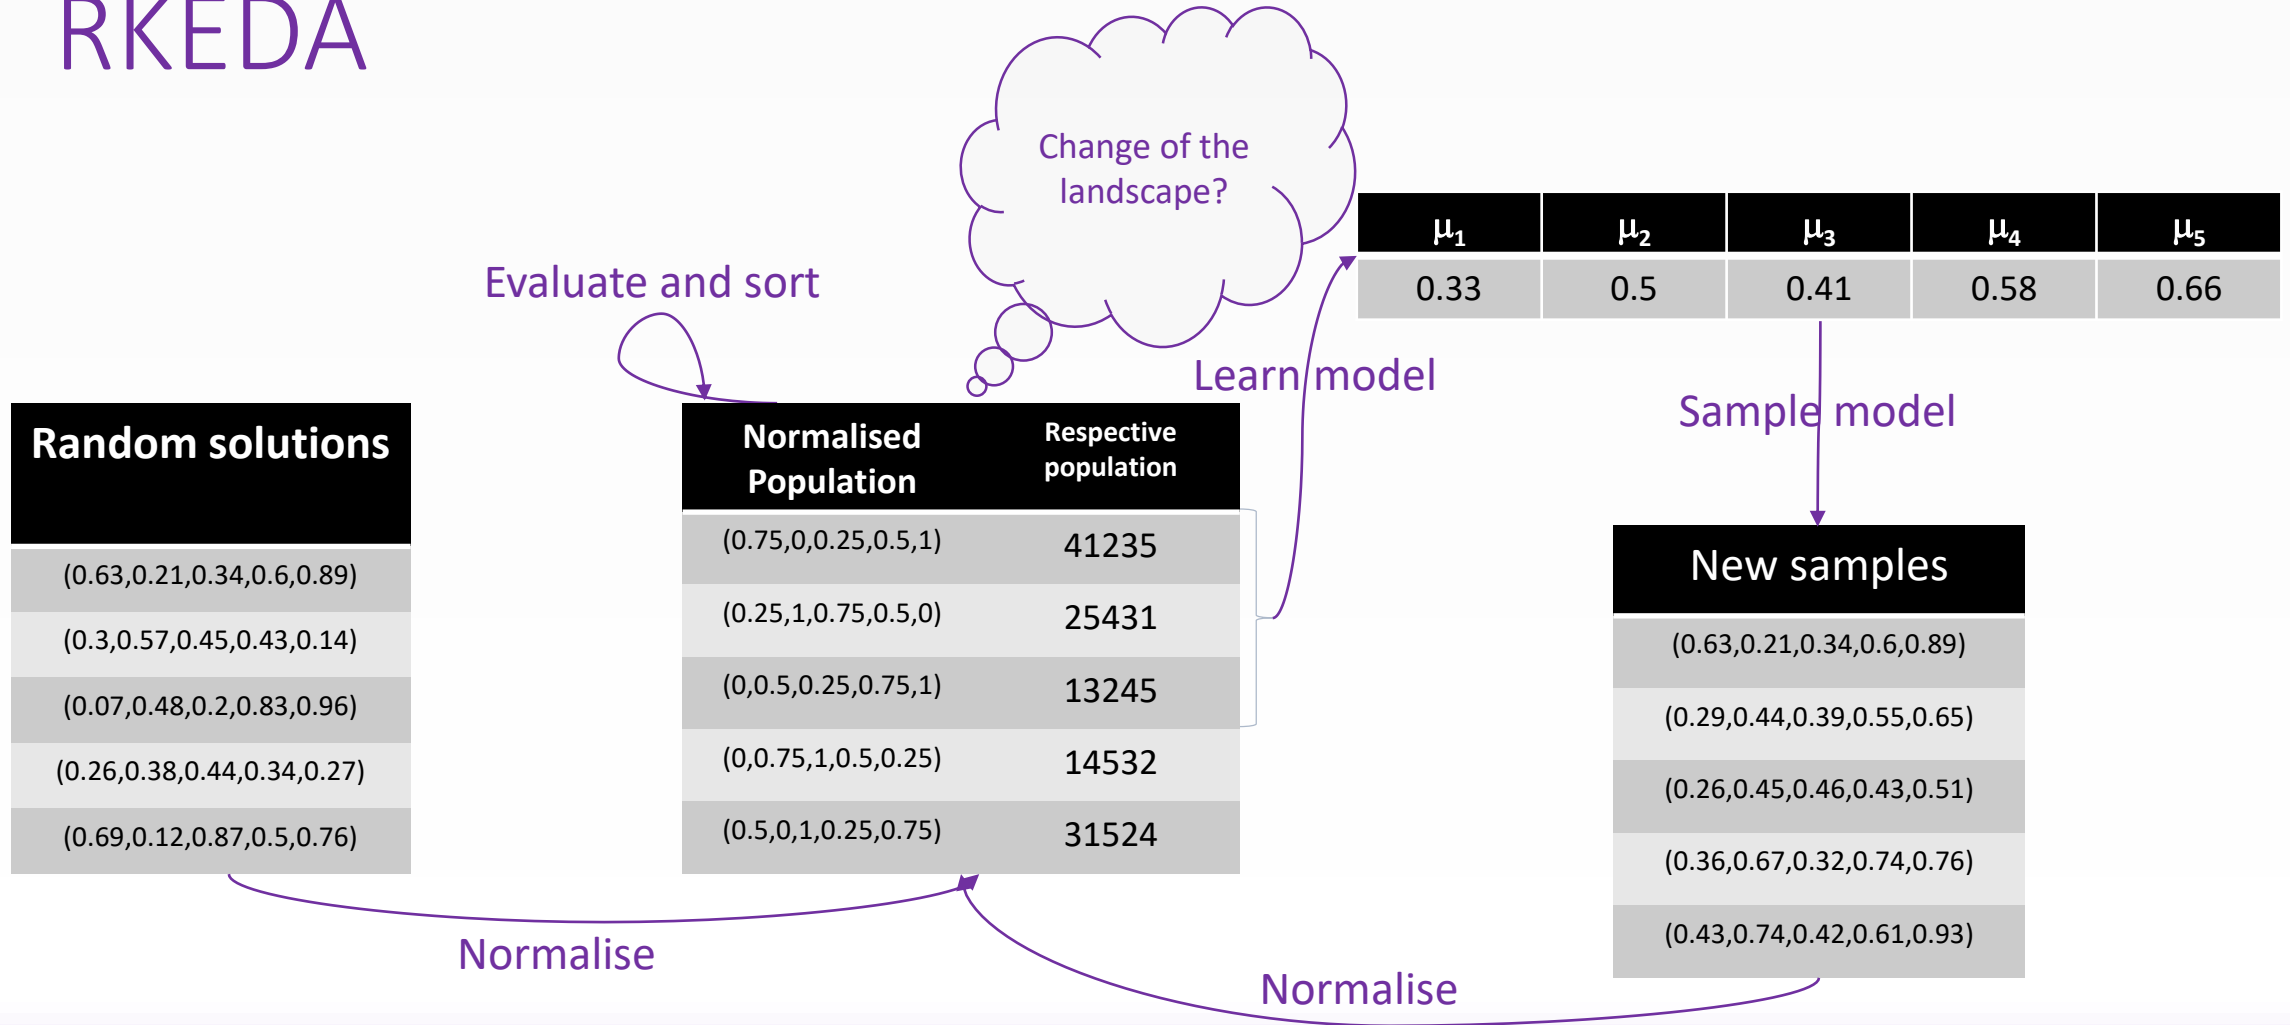 RKEDA
Change of the
landscape?
Evaluate and sort
μ1 μ2 μ3 μ4 μ5
0.33 0.5 0.41 0.58 0.66
Learn model
Sample model
Random solutions
(0.63,0.21,0.34,0.6,0.89)
(0.3,0.57,0.45,0.43,0.14)
(0.07,0.48,0.2,0.83,0.96)
(0.26,0.38,0.44,0.34,0.27)
(0.69,0.12,0.87,0.5,0.76)
Normalised
Population
Respective
population
(0.75,0,0.25,0.5,1) 41235
(0.25,1,0.75,0.5,0) 25431
(0,0.5,0.25,0.75,1) 13245
(0,0.75,1,0.5,0.25) 14532
(0.5,0,1,0.25,0.75) 31524
New samples
(0.63,0.21,0.34,0.6,0.89)
(0.29,0.44,0.39,0.55,0.65)
(0.26,0.45,0.46,0.43,0.51)
(0.36,0.67,0.32,0.74,0.76)
(0.43,0.74,0.42,0.61,0.93)
Normalise
Normalise